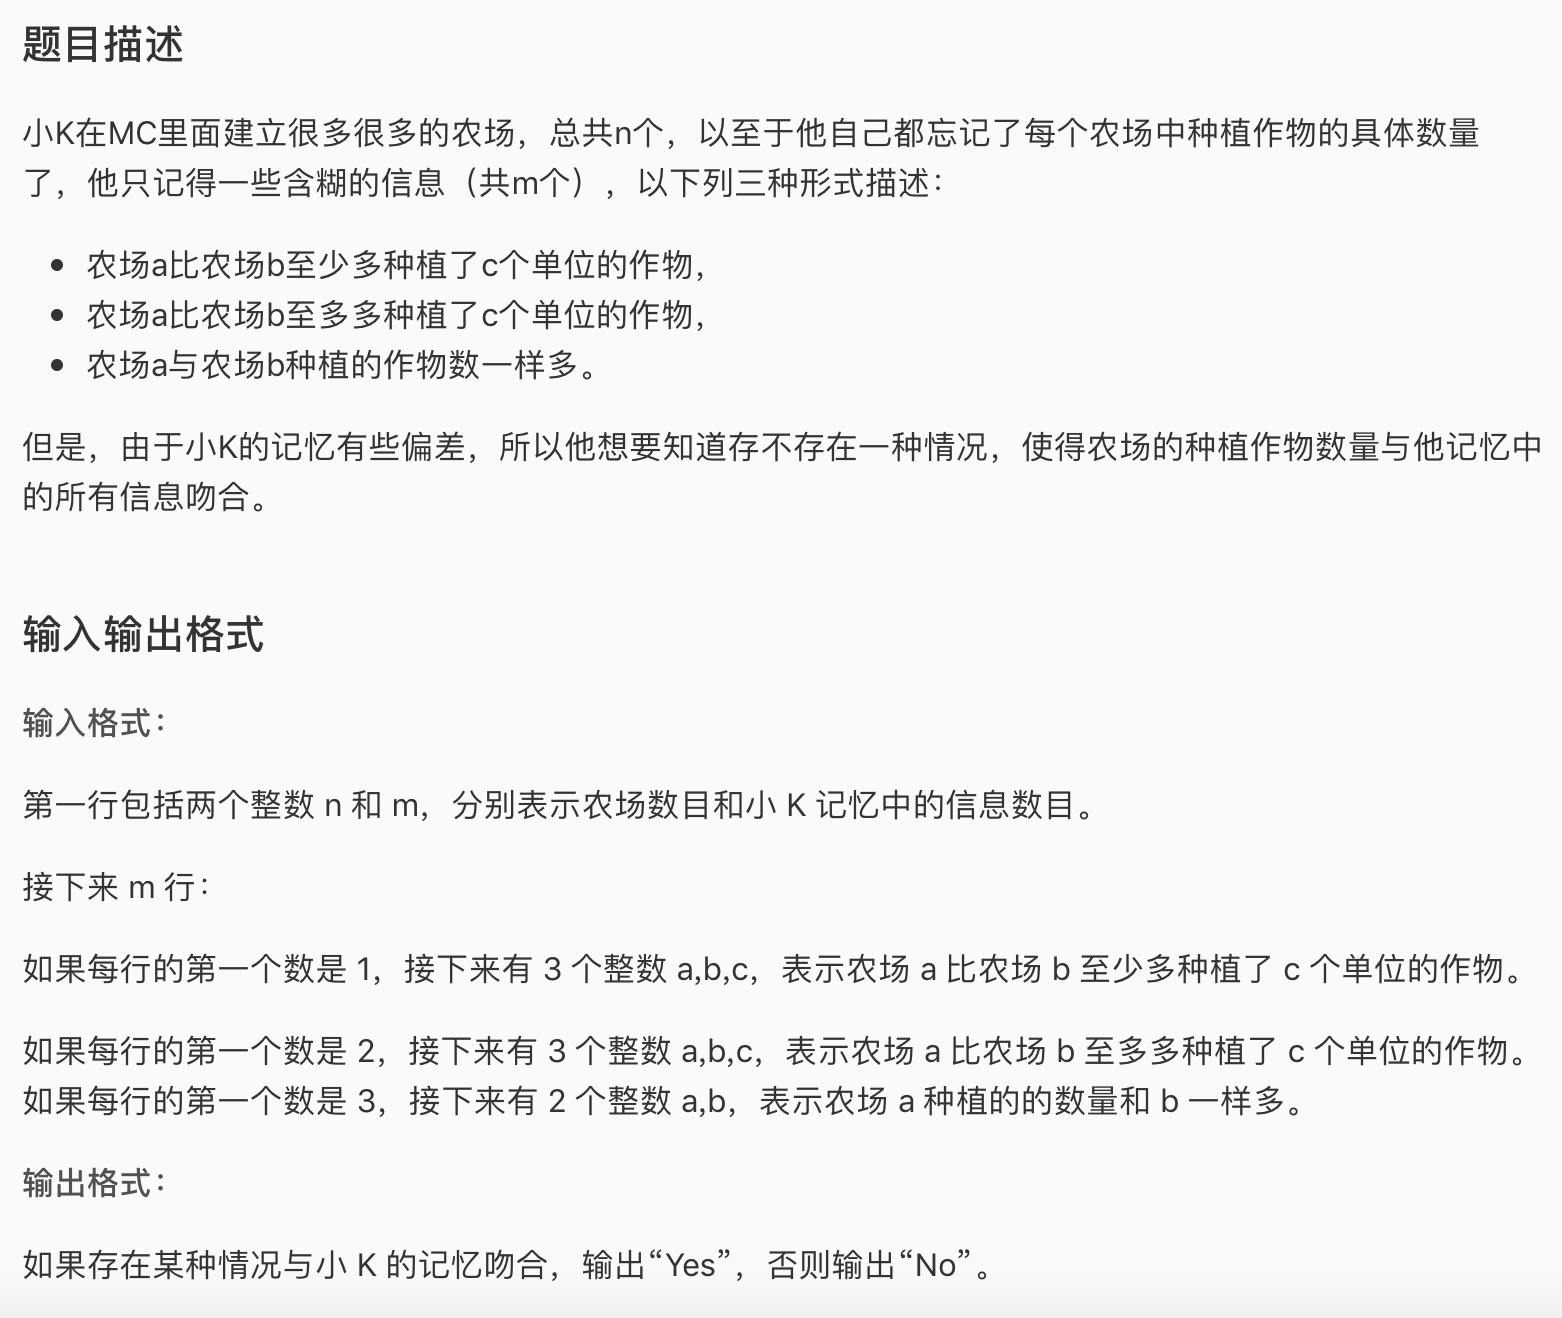 题目描述
小K在MC里面建立很多很多的农场，总共n个，以至于他自己都忘记了每个农场中种植作物的具体数量
了，他只记得一些含糊的信息（共m个），以下列三种形式描述：
农场a比农场b至少多种植了c个单位的作物，
农场a比农场b至多多种植了c个单位的作物，
农场a与农场b种植的作物数一样多。
但是，由于小K的记忆有些偏差，所以他想要知道存不存在一种情况，使得农场的种植作物数量与他记忆中
的所有信息吻合。
输入输出格式
输入格式：
第一行包括两个整数 n 和 m，分别表示农场数目和小 K 记忆中的信息数目。
接下来 m 行：
如果每行的第一个数是 1，接下来有 3 个整数 a,b,c，表示农场 a 比农场 b 至少多种植了 c 个单位的作物。
如果每行的第一个数是 2，接下来有 3 个整数 a,b,c，表示农场 a 比农场 b 至多多种植了 c 个单位的作物。
如果每行的第一个数是 3，接下来有 2 个整数 a,b，表示农场 a 种植的的数量和 b 一样多。
输出格式：
如果存在某种情况与小 K 的记忆吻合，输出“Yes”，否则输出“No”。